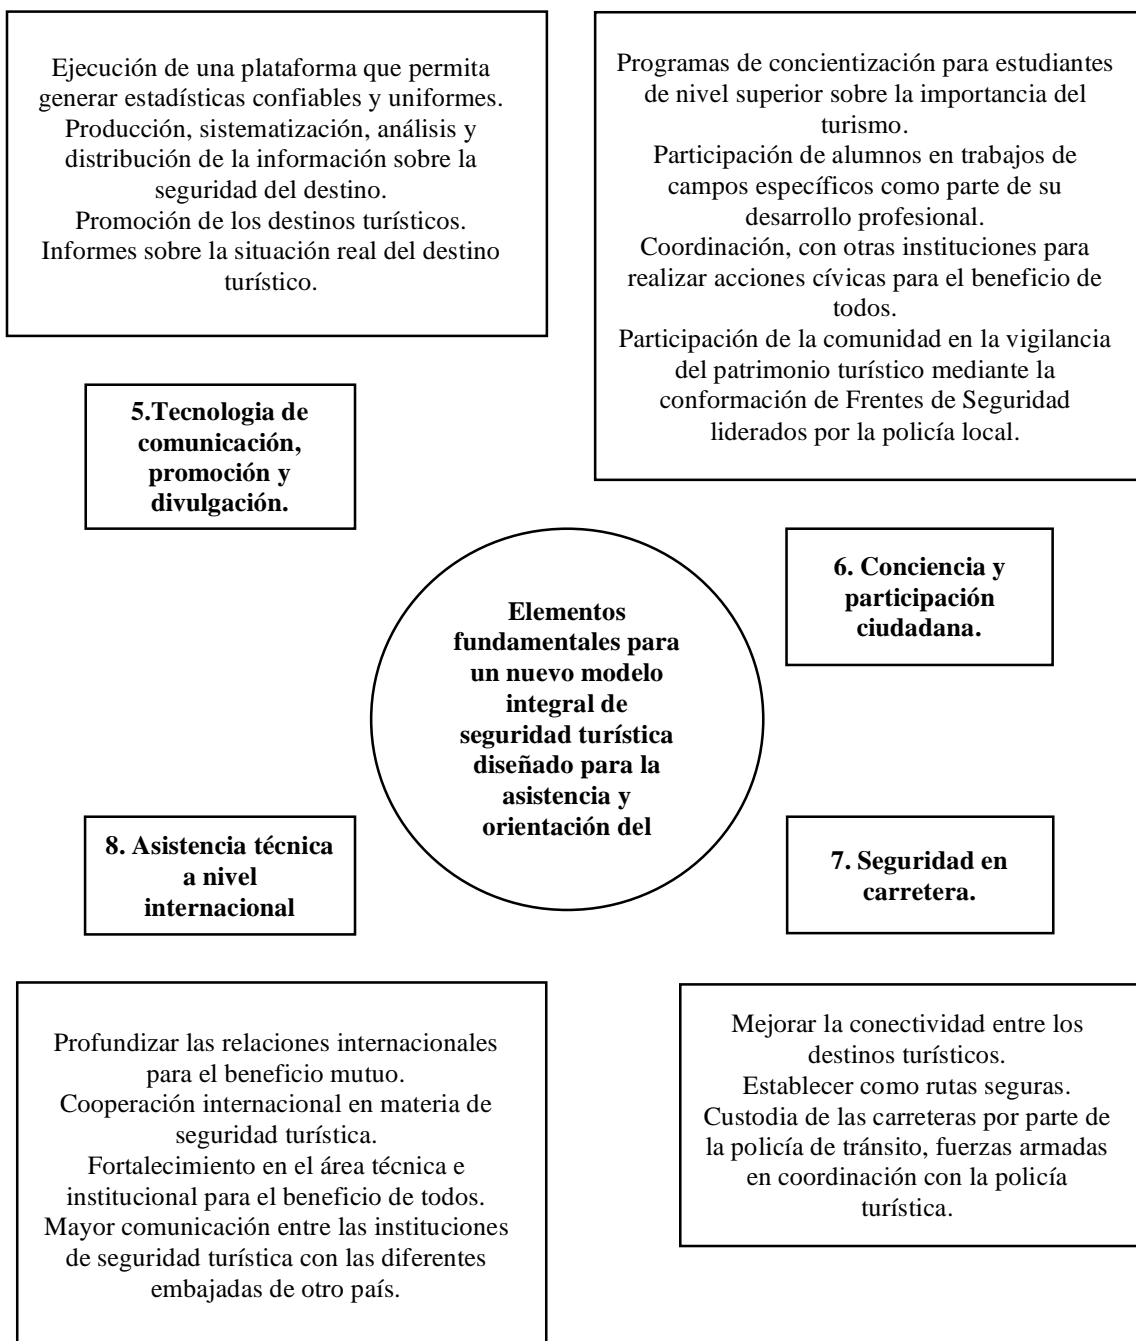 Ejecución de una plataforma que permita
generar estadísticas confiables y uniformes.
Producción, sistematización, análisis y
distribución de la información sobre la
seguridad del destino.
Promoción de los destinos turísticos.
Informes sobre la situación real del destino
turístico.
Programas de concientización para estudiantes
de nivel superior sobre la importancia del
turismo.
Participación de alumnos en trabajos de
campos específicos como parte de su
desarrollo profesional.
Coordinación, con otras instituciones para
realizar acciones cívicas para el beneficio de
todos.
Participación de la comunidad en la vigilancia
del patrimonio turístico mediante la
conformación de Frentes de Seguridad
liderados por la policía local.
5.Tecnologia de
comunicación,
promoción y
divulgación.
6. Conciencia y
participación
ciudadana.
Elementos
fundamentales para
un nuevo modelo
integral de
seguridad turística
diseñado para la
asistencia y
orientación del
8. Asistencia técnica
a nivel
internacional
7. Seguridad en
carretera.
Profundizar las relaciones internacionales
para el beneficio mutuo.
Cooperación internacional en materia de
seguridad turística.
Fortalecimiento en el área técnica e
institucional para el beneficio de todos.
Mayor comunicación entre las instituciones
de seguridad turística con las diferentes
embajadas de otro país.
Mejorar la conectividad entre los
destinos turísticos.
Establecer como rutas seguras.
Custodia de las carreteras por parte de
la policía de tránsito, fuerzas armadas
en coordinación con la policía
turística.